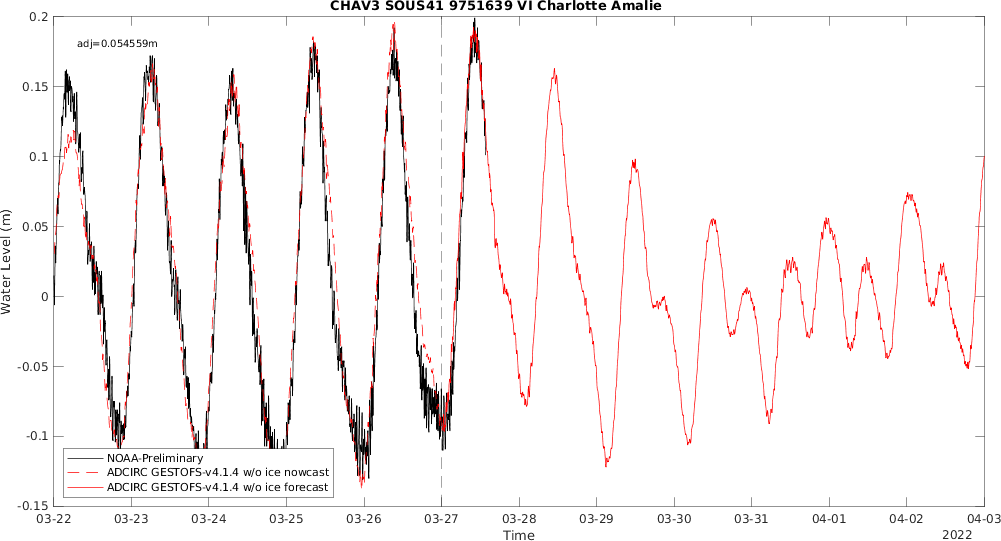 CHAV3 SOUS41 9751639 VI Charlotte Amalie
adj=0.054559m
0.2
0.15
0.1
0.05
0
-0.05
-0.1
-0.15
Water Level (m)
NOAA-Preliminary
ADCIRC GESTOFS-v4.1.4 w/o ice nowcast
ADCIRC GESTOFS-v4.1.4 w/o ice forecast
03-22 03-23 03-24 03-25 03-26 03-27 03-28 03-29 03-30 03-31 04-01 04-02 04-03
Time
2022